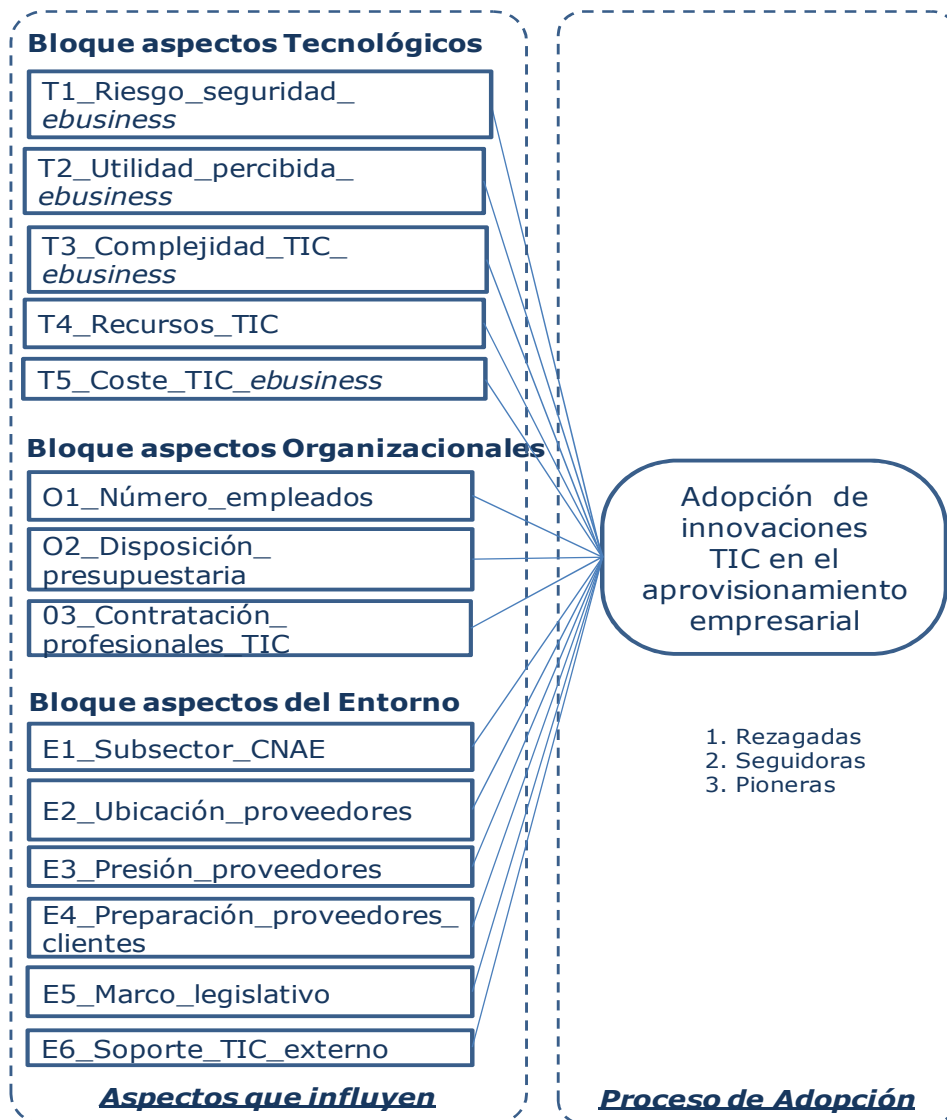 Bloque aspectos Tecnológicos
T1_Riesgo_seguridad_
ebusiness
T2_Utilidad_percibida_
ebusiness
T3_Complejidad_TIC_
ebusiness
T4_Recursos_TIC
T5_Coste_TIC_ebusiness
Bloque aspectos Organizacionales
O1_Número_empleados
O2_Disposición_
presupuestaria
03_Contratación_
profesionales_TIC
Bloque aspectos del Entorno
E1_Subsector_CNAE
E2_Ubicación_proveedores
E3_Presión_proveedores
E4_Preparación_proveedores_
clientes
E5_Marco_legislativo
E6_Soporte_TIC_externo
Aspectos que influyen
Adopción de
innovaciones
TIC en el
aprovisionamiento
empresarial
1. Rezagadas
2. Seguidoras
3. Pioneras
Proceso de Adopción